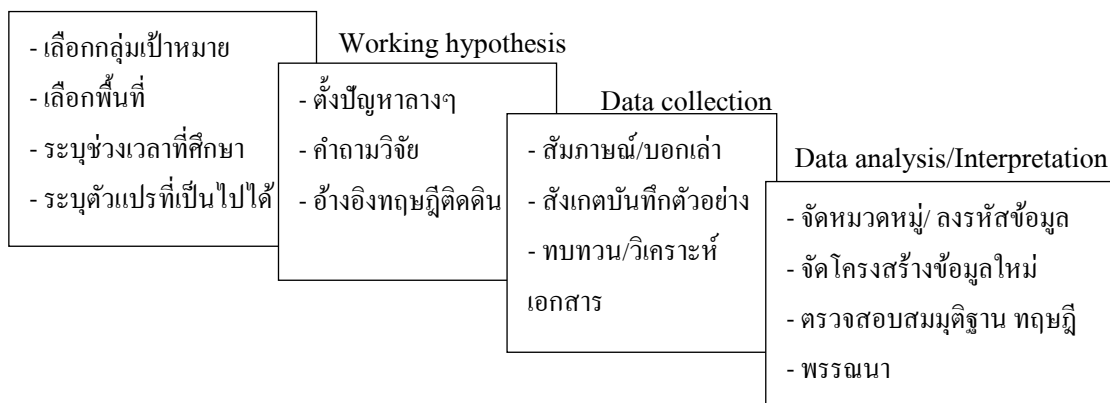 - เลือกกลุ่มเป้าหมาย
- เลือกพื้นที่
- ระบุช่วงเวลาที่ศึกษา
- ระบุตัวแปรที่เป็นไปได้
Working hypothesis
- ตั้งปัญหาลางๆ
- คำถามวิจัย
- อ้างอิงทฤษฎีติดดิน
Data collection
- สัมภาษณ์/บอกเล่า
- สังเกตบันทึกตัวอย่าง
- ทบทวน/วิเคราะห์
เอกสาร
Data analysis/Interpretation
- จัดหมวดหมู่/ ลงรหัสข้อมูล
- จัดโครงสร้างข้อมูลใหม่
- ตรวจสอบสมมุติฐาน ทฤษฎี
- พรรณนา